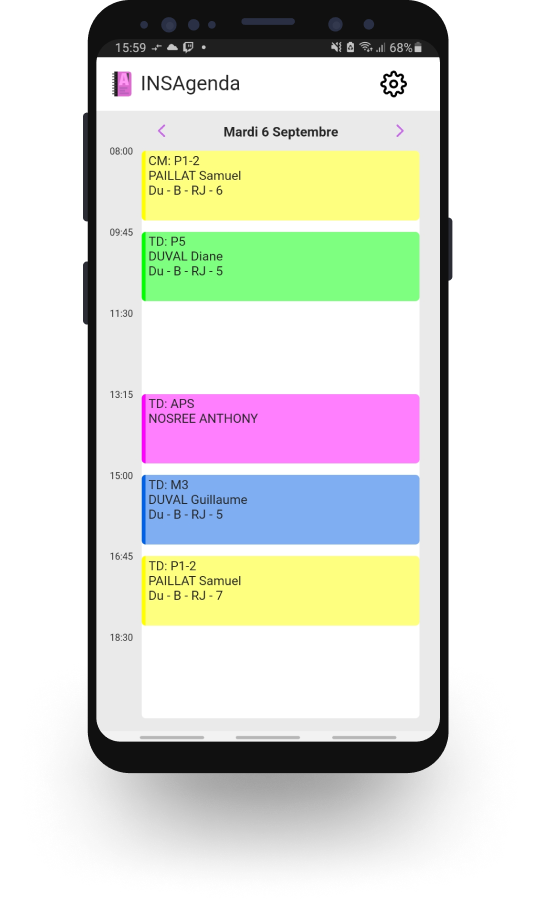 15:59
68%
INSAgenda
Mardi 6 Septembre
08:00
CM: P1-2
PAILLAT Samuel
Du - B - RJ - 6
09:45
TD: P5
DUVAL Diane
Du - B - RJ - 5
11:30
13:15
TD: APS
NOSREE ANTHONY
15:00
TD: M3
DUVAL Guillaume
Du - B - RJ - 5
16:45
TD: P1-2
PAILLAT Samuel
Du - B - RJ - 7
18:30